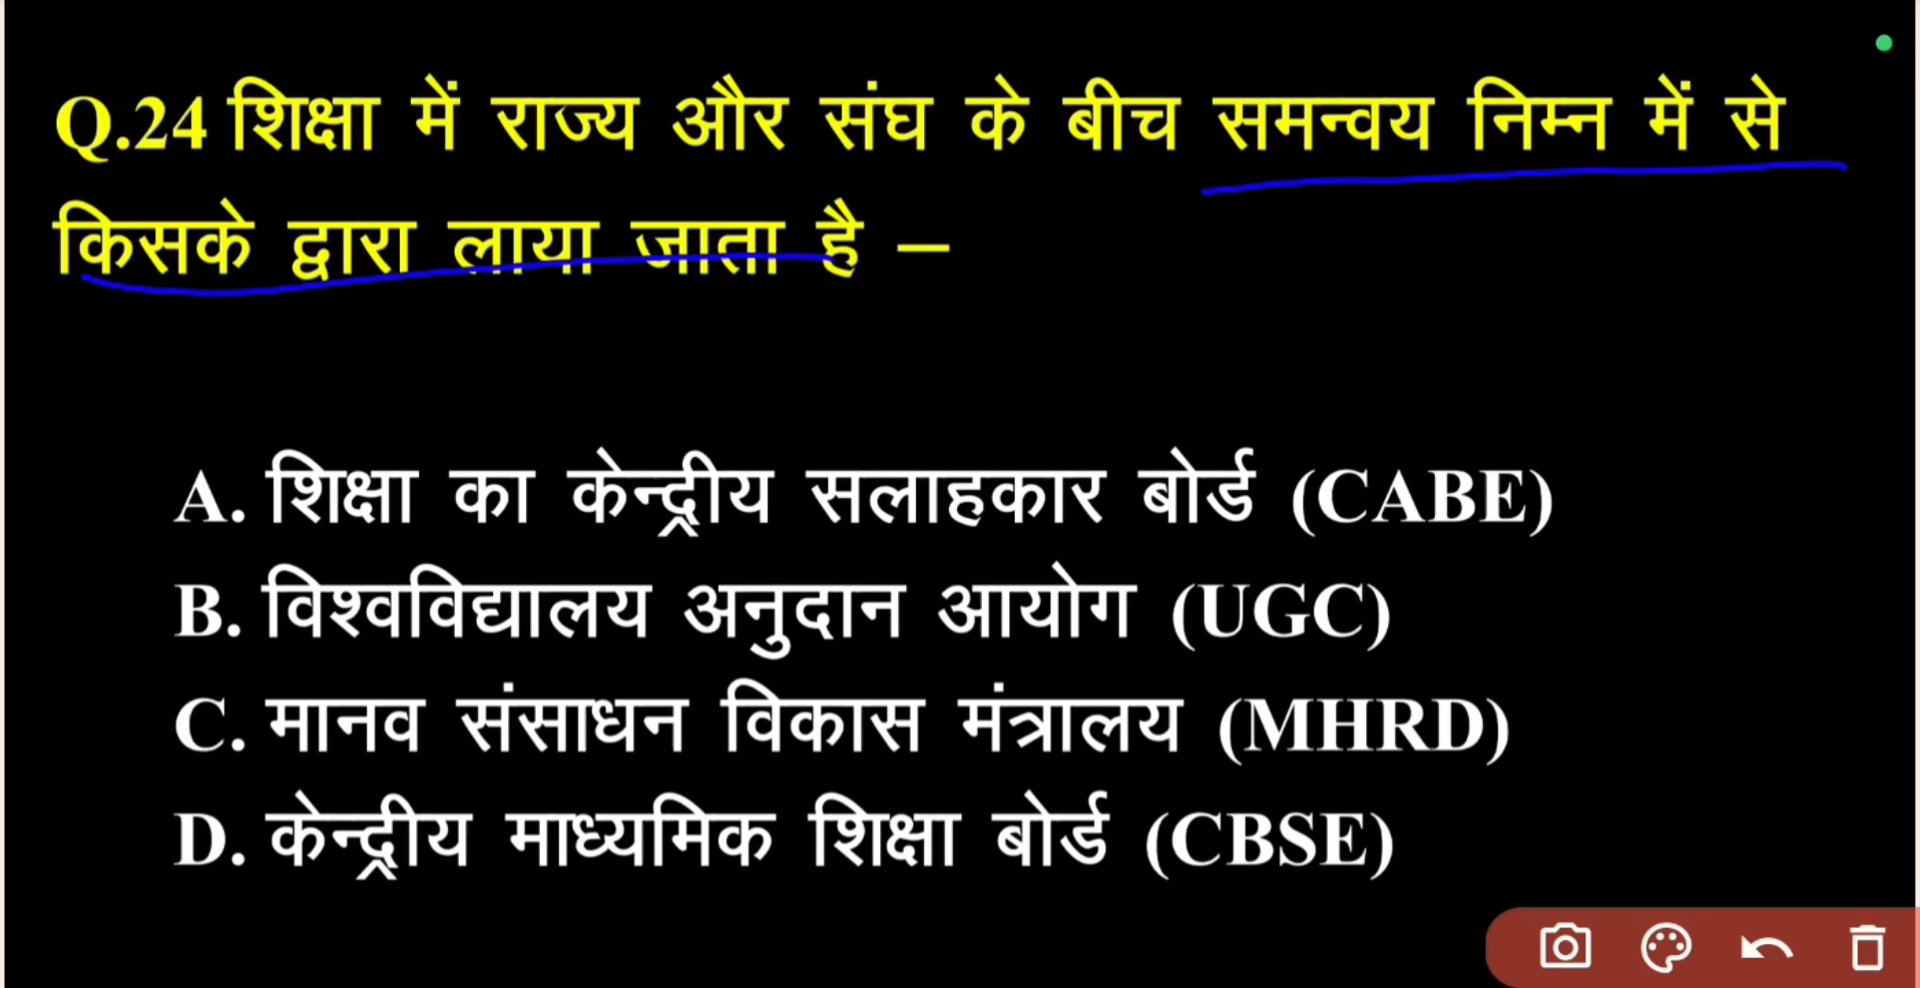 Q.24 शिक्षा में राज्य और संघ के बीच समन्वय निम्न में से
किसके द्वारा लाया जाता है –
A. शिक्षा का केन्द्रीय सलाहकार बोर्ड (CABE)
B. विश्वविद्यालय अनुदान आयोग (UGC)
C. मानव संसाधन विकास मंत्रालय (MHRD)
D. केन्द्रीय माध्यमिक शिक्षा बोर्ड (CBSE)